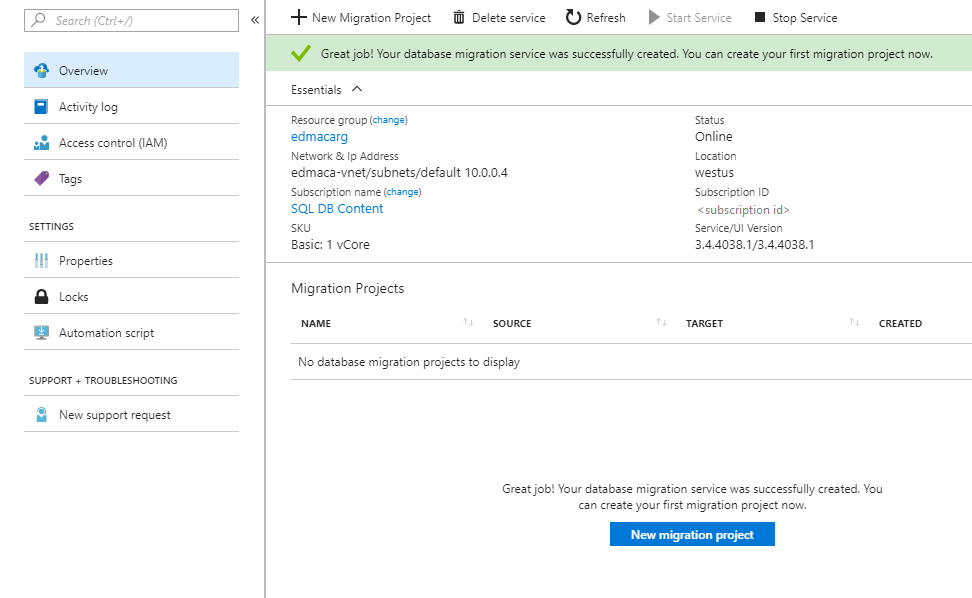 Search (Ctrl+/)
«
Overview
Activity log
Access control (IAM)
Tags
SETTINGS
Properties
Locks
Automation script
SUPPORT + TROUBLESHOOTING
New support request
New Migration Project
Delete service
Refresh
Start Service
Stop Service
Great job! Your database migration service was successfully created. You can create your first migration project now.
Essentials
Resource group (change)
edmacarg
Network & Ip Address
edmaca-vnet/subnets/default 10.0.0.4
Subscription name (change)
SQL DB Content
SKU
Basic: 1 vCore
Status
Online
Location
westus
Subscription ID
<subscription id>
Service/UI Version
3.4.4038.1/3.4.4038.1
Migration Projects
NAME ↑↓ SOURCE ↑↓ TARGET ↑↓ CREATED
No database migration projects to display
Great job! Your database migration service was successfully created. You
can create your first migration project now.
New migration project